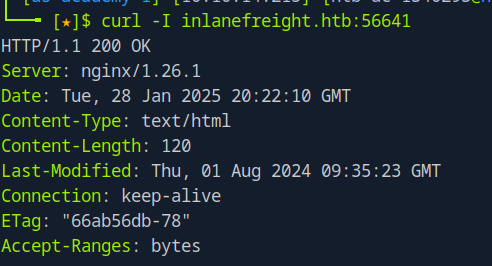 [★]$ curl -I inlanefreight.htb:56641
HTTP/1.1 200 OK
Server: nginx/1.26.1
Date: Tue, 28 Jan 2025 20:22:10 GMT
Content-Type: text/html
Content-Length: 120
Last-Modified: Thu, 01 Aug 2024 09:35:23 GMT
Connection: keep-alive
ETag: "66ab56db-78"
Accept-Ranges: bytes